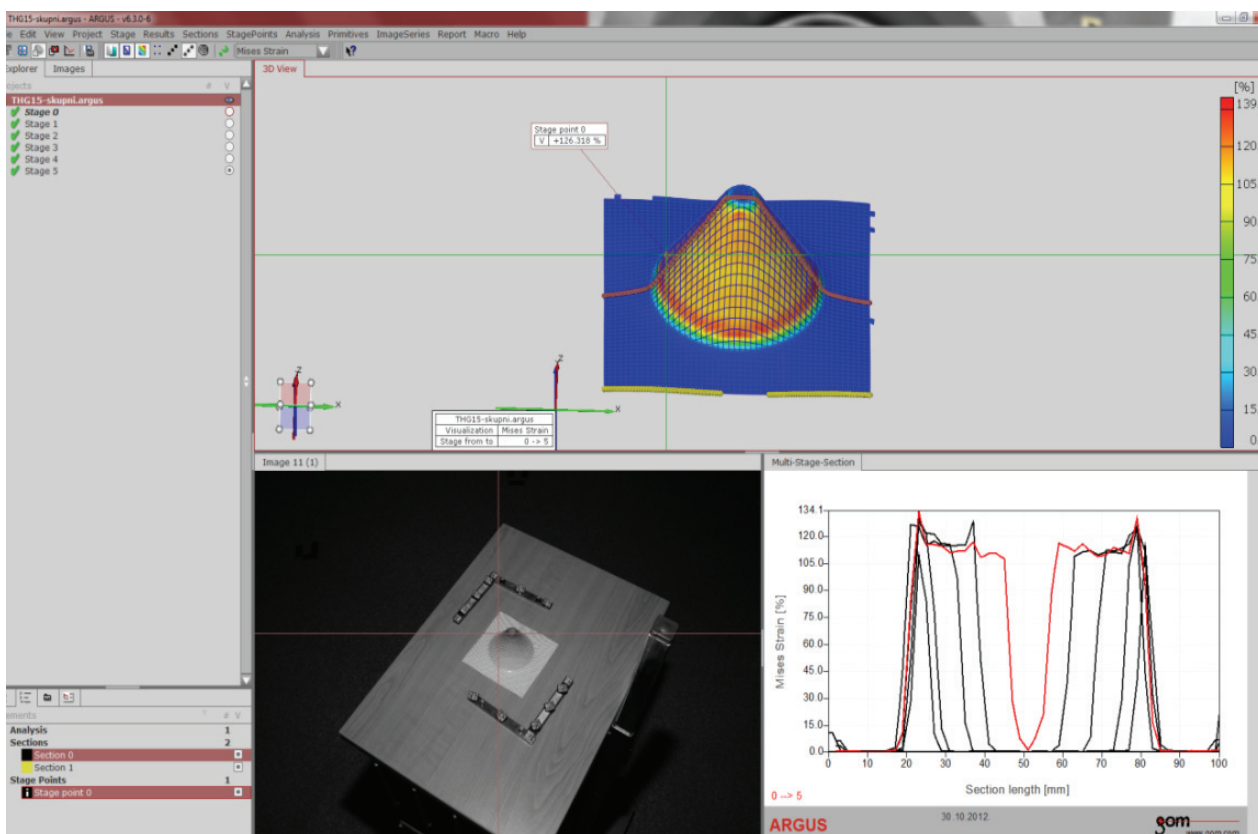 THG15-skupni.argus - ARGUS - v6.3.0-6
Edit View Project Stage Results Sections StagePoints Analysis Primitives ImageSeries Report Macro Help
Mises Strain
Explorer Images
# V
THG15-skupni.argus
Stage 0
Stage 1
Stage 2
Stage 3
Stage 4
Stage 5
3D View
[%]
139
120
105
90
75
60
45
30
15
0
Stage point 0
V +126.318 %
Z
X
Z
X
THG15-skupni.argus
Visualization Mises Strain
Stage from to 0 -> 5
Image 11 (1)
Multi-Stage-Section
134.1
120.0
105.0
90.0
75.0
60.0
45.0
30.0
15.0
0.0
Mises Strain [%]
0 10 20 30 40 50 60 70 80 90 100
Section length [mm]
0 --> 5
ARGUS
30.10.2012.
gom
www.gom.com
# V
Analysis 1
Sections 2
Section 0
Section 1
Stage Points 1
Stage point 0